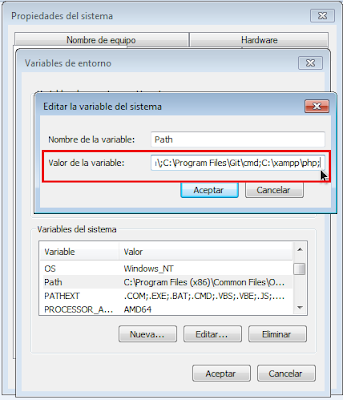 Propiedades del sistema
Nombre de equipo Hardware
Variables de entorno
Editar la variable del sistema
Nombre de la variable: Path
Valor de la variable: ;C:\Program Files\Git\cmd;C:\xampp\php;
Aceptar Cancelar
Variables del sistema
Variable Valor
OS Windows_NT
Path C:\Program Files (x86)\Common Files\O...
PATHEXT .COM;.EXE;.BAT;.CMD;.VBS;.VBE;.JS;....
PROCESSOR_A... AMD64
Nueva... Editar... Eliminar
Aceptar Cancelar